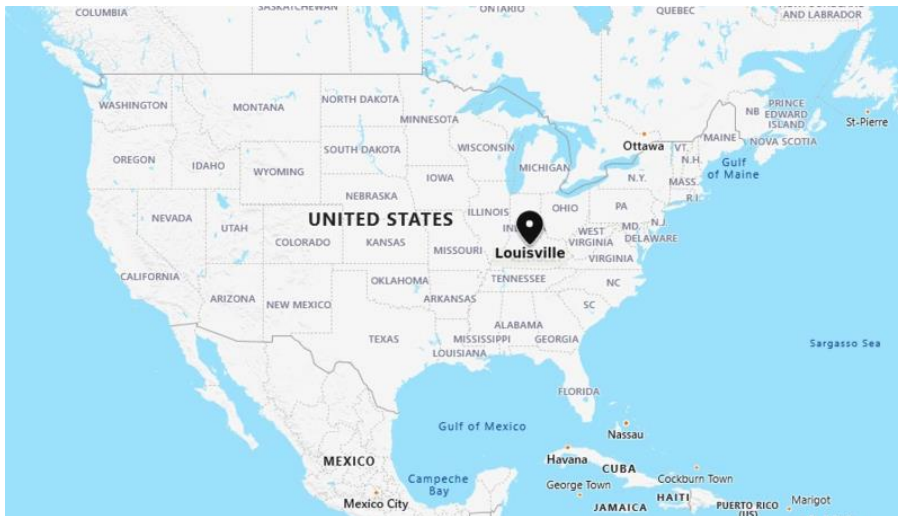 COLUMBIA
ONTARIO
QUEBEC
AND LABRADOR
WASHINGTON
MONTANA
NORTH DAKOTA
MINNESOTA
NB
PRINCE
EDWARD
ISLAND
St-Pierre
MAINE
NOVA SCOTIA
Ottawa
VT.
N.H.
Gulf
of Maine
OREGON
IDAHO
SOUTH DAKOTA
WISCONSIN
MICHIGAN
WYOMING
IOWA
N.Y.
MASS.
R.I.
NEBRASKA
NEVADA
UTAH
UNITED STATES
ILLINOIS
OHIO
PA
N.J.
MD.
DELAWARE
COLORADO
KANSAS
MISSOURI
Louisville
WEST
VIRGINIA
VIRGINIA
CALIFORNIA
ARIZONA
NEW MEXICO
OKLAHOMA
ARKANSAS
TENNESSEE
NC
SC
TEXAS
MISSISSIPPI
ALABAMA
GEORGIA
LOUISIANA
Sargasso Sea
FLORIDA
Gulf of Mexico
Nassau
MEXICO
Havana
CUBA
Campeche
Bay
Cockburn Town
George Town
Mexico City
HAITI
JAMAICA
PUERTO RICO
(US)
Marigot